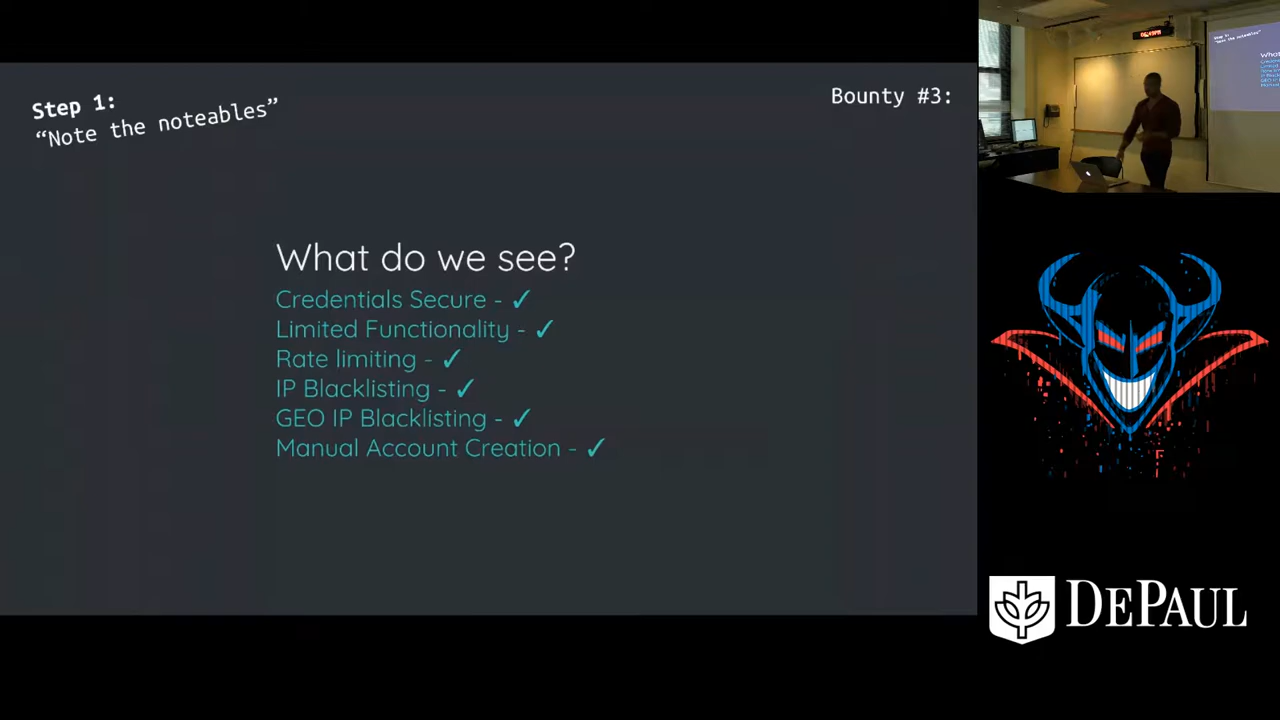 Step 1:
“Note the noteables”
Bounty #3:
What do we see?
Credentials Secure - ✓
Limited Functionality - ✓
Rate limiting - ✓
IP Blacklisting - ✓
GEO IP Blacklisting - ✓
Manual Account Creation - ✓
DEPAUL